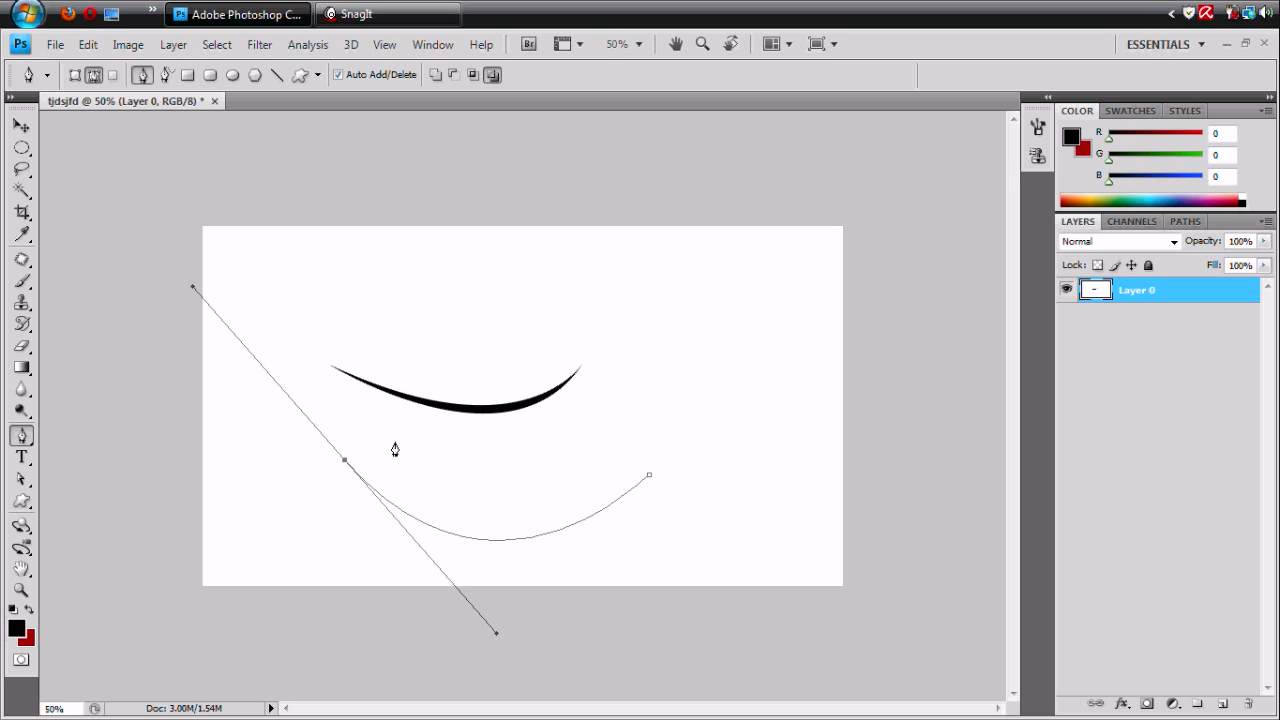 Adobe Photoshop C...
SnagIt
Ps File Edit Image Layer Select Filter Analysis 3D View Window Help Br 50% ESSENTIALS
Auto Add/Delete
tjdsjfd @ 50% (Layer 0, RGB/8) *
COLOR SWATCHES STYLES
R 0
G 0
B 0
LAYERS CHANNELS PATHS
Normal Opacity: 100%
Lock: Fill: 100%
Layer 0
T
50% Doc: 3.00M/1.54M